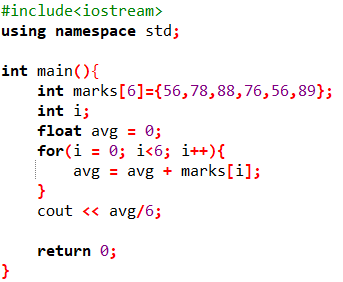 #include<iostream>
using namespace std;
int main(){
int marks[6]={56,78,88,76,56,89};
int i;
float avg = 0;
for(i = 0; i<6; i++){
avg = avg + marks[i];
}
cout << avg/6;
return 0;
}